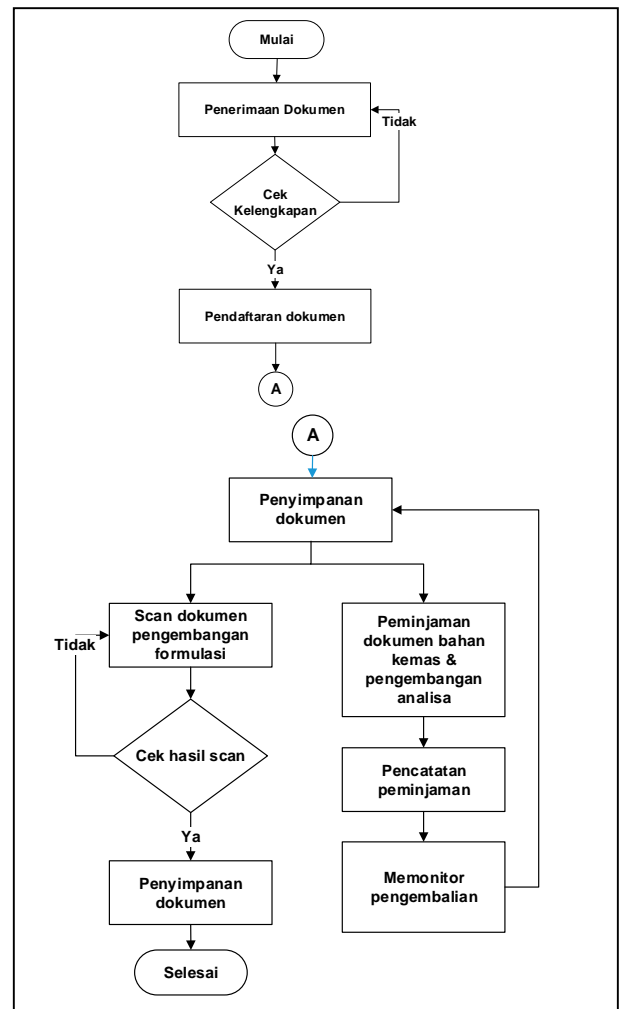 Mulai
Penerimaan Dokumen
Tidak
Cek
Kelengkapan
Ya
Pendaftaran dokumen
A
A
Penyimpanan
dokumen
Scan dokumen
pengembangan
formulasi
Tidak
Cek hasil scan
Ya
Penyimpanan
dokumen
Selesai
Peminjaman
dokumen bahan
kemas &
pengembangan
analisa
Pencatatan
peminjaman
Memonitor
pengembalian